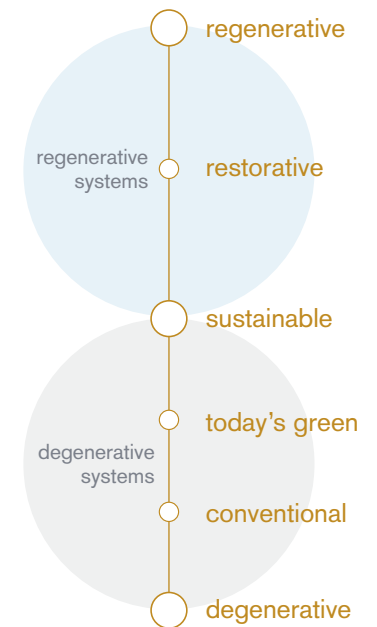 regenerative
regenerative
systems
restorative
sustainable
today's green
degenerative
systems
conventional
degenerative